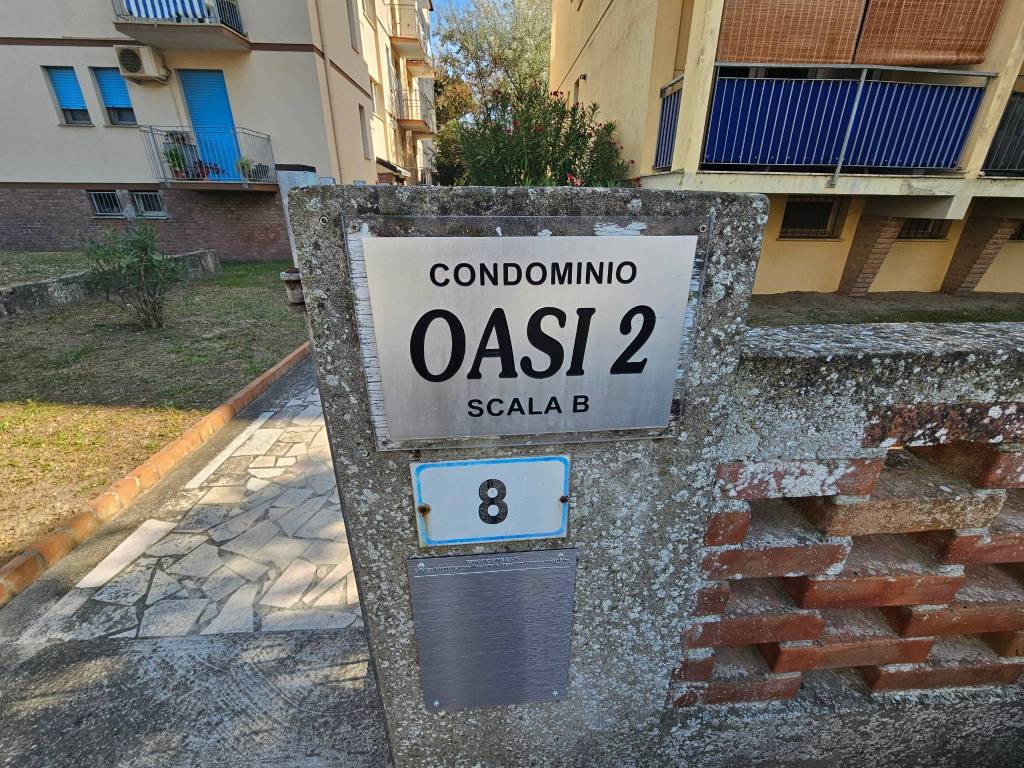 CONDOMINIO
OASI 2
SCALA B
8